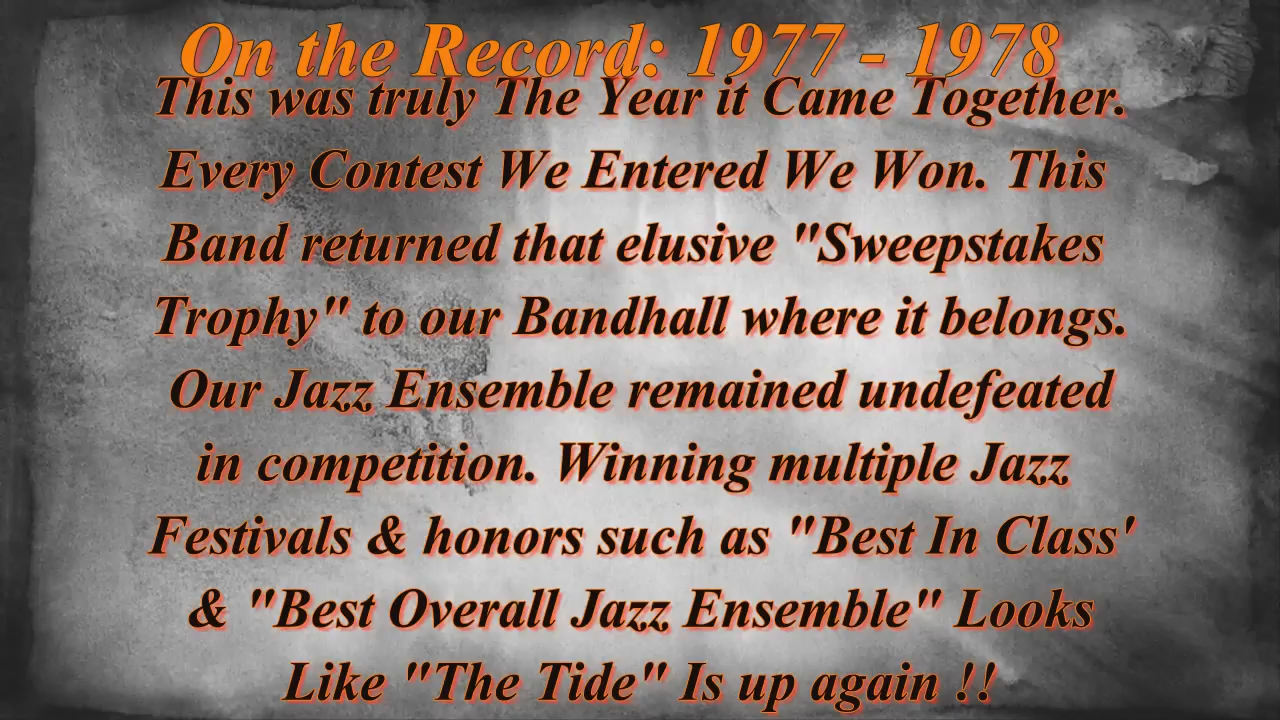 On the Record: 1977 - 1978
This was truly The Year it Came Together.
Every Contest We Entered We Won. This
Band returned that elusive "Sweepstakes
Trophy" to our Bandhall where it belongs.
Our Jazz Ensemble remained undefeated
in competition. Winning multiple Jazz
Festivals & honors such as "Best In Class'
& "Best Overall Jazz Ensemble" Looks
Like "The Tide" Is up again !!